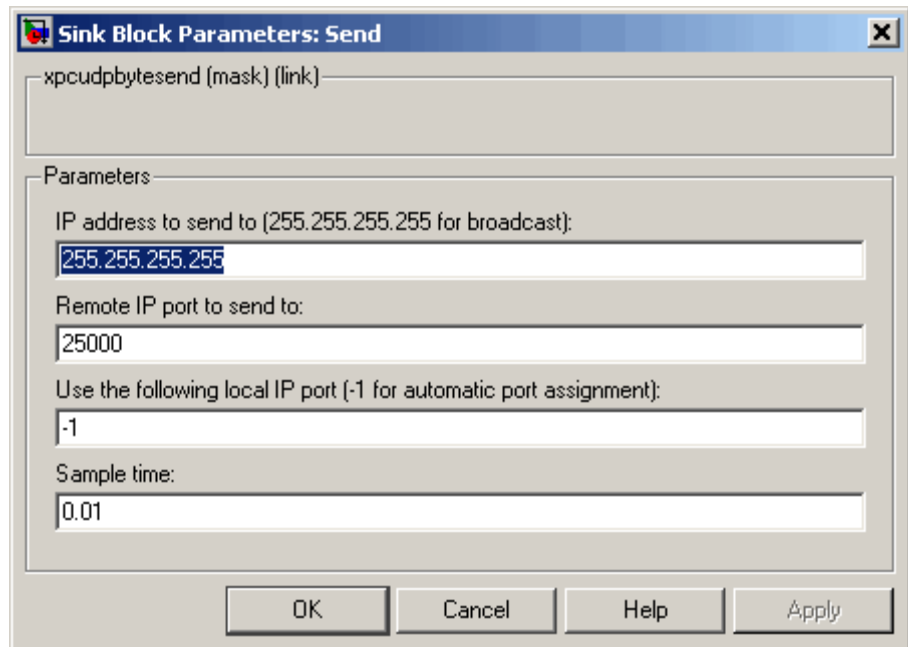 Sink Block Parameters: Send
xpcudpbytesend (mask) (link)
Parameters
IP address to send to (255.255.255.255 for broadcast):
255.255.255.255
Remote IP port to send to:
25000
Use the following local IP port (-1 for automatic port assignment):
-1
Sample time:
0.01
OK Cancel Help Apply